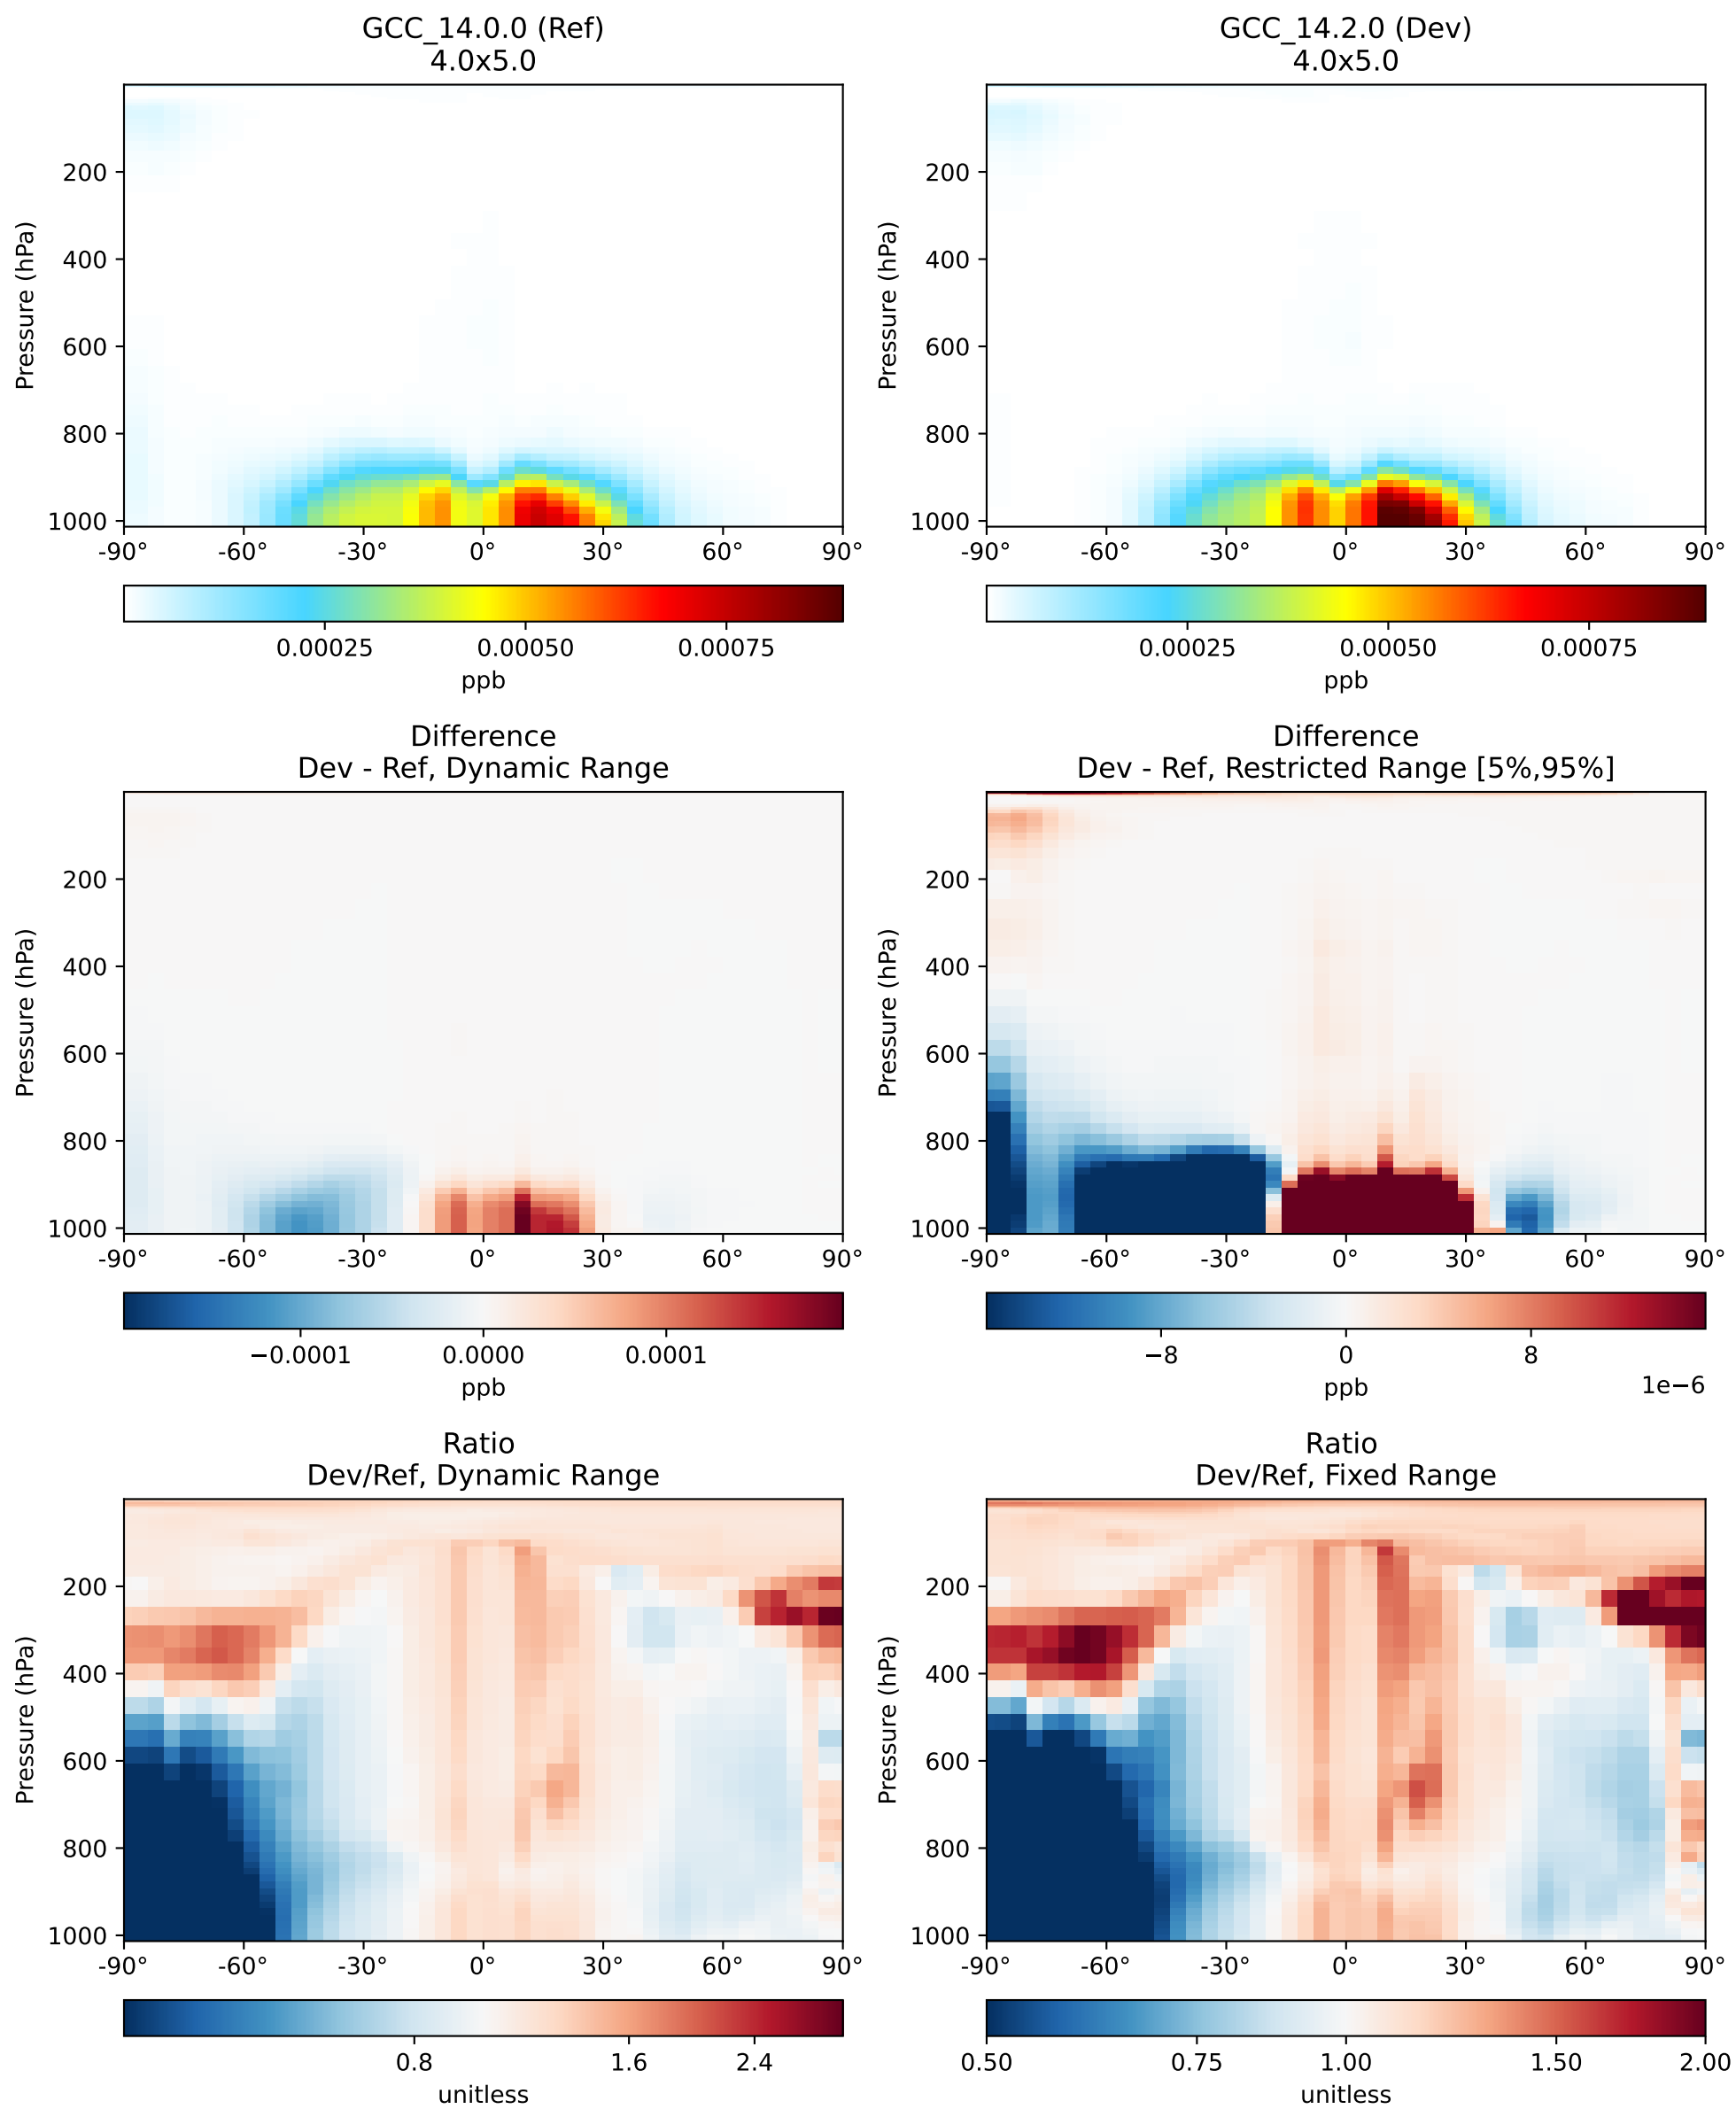 GCC_14.0.0 (Ref)
4.0x5.0
GCC_14.2.0 (Dev)
4.0x5.0
Pressure (hPa)
200
400
600
800
1000
-90° -60° -30° 0° 30° 60° 90°
0.00025 0.00050 0.00075
ppb
Pressure (hPa)
200
400
600
800
1000
-90° -60° -30° 0° 30° 60° 90°
0.00025 0.00050 0.00075
ppb
Difference
Dev - Ref, Dynamic Range
Difference
Dev - Ref, Restricted Range [5%,95%]
Pressure (hPa)
200
400
600
800
1000
-90° -60° -30° 0° 30° 60° 90°
−0.0001 0.0000 0.0001
ppb
Pressure (hPa)
200
400
600
800
1000
-90° -60° -30° 0° 30° 60° 90°
−8 0 8
ppb
1e−6
Ratio
Dev/Ref, Dynamic Range
Ratio
Dev/Ref, Fixed Range
Pressure (hPa)
200
400
600
800
1000
-90° -60° -30° 0° 30° 60° 90°
0.8 1.6 2.4
unitless
Pressure (hPa)
200
400
600
800
1000
-90° -60° -30° 0° 30° 60° 90°
0.50 0.75 1.00 1.50 2.00
unitless